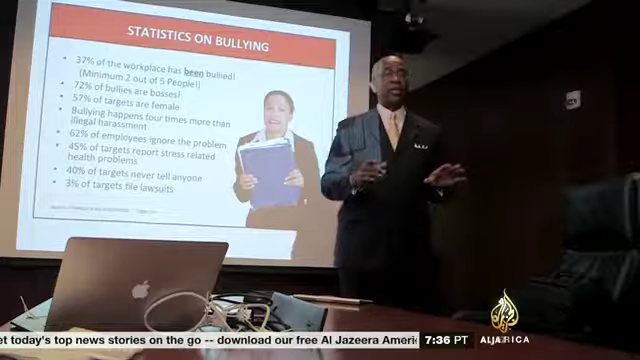 STATISTICS ON BULLYING
37% of the workplace has been bullied!
(Minimum 2 out of 5 People!)
72% of bullies are bosses!
57% of targets are female
Bullying happens four times more than
illegal harassment
62% of employees ignore the problem
45% of targets report stress related
health problems
40% of targets never tell anyone
3% of targets file lawsuits
et today's top news stories on the go -- download our free Al Jazeera Ameri
7:36 PT
ALJAZEERA
AMERICA